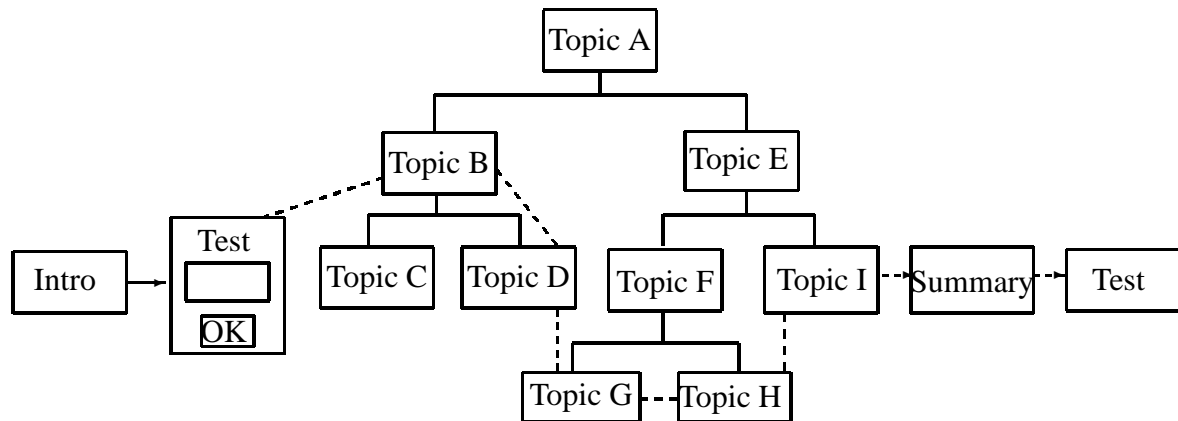 Topic A
Topic B
Topic E
Test
Intro
Topic C
Topic D
Topic F
Topic I
Summary
Test
OK
Topic G
Topic H